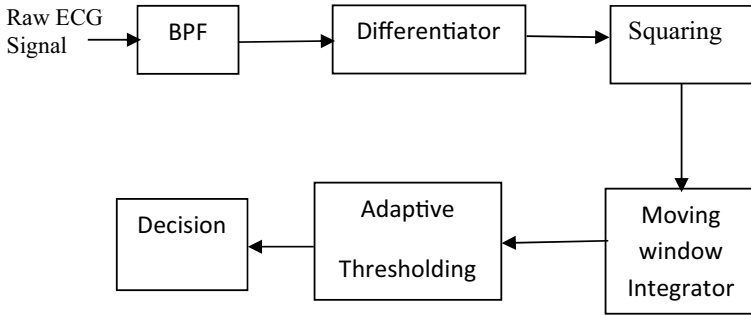 Raw ECG
Signal
BPF
Differentiator
Squaring
Decision
Adaptive
Thresholding
Moving
window
Integrator